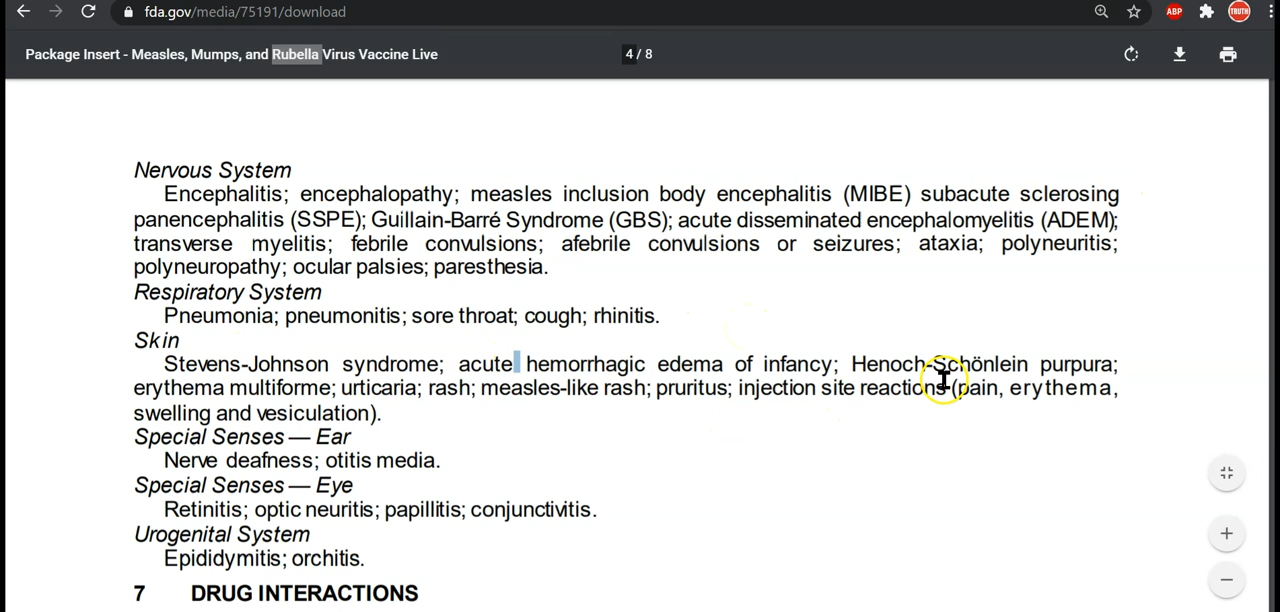 fda.gov/media/75191/download
ABP
TRUTH
Package Insert - Measles, Mumps, and Rubella Virus Vaccine Live
4 / 8
Nervous System
Encephalitis; encephalopathy; measles inclusion body encephalitis (MIBE) subacute sclerosing
panencephalitis (SSPE); Guillain-Barré Syndrome (GBS); acute disseminated encephalomyelitis (ADEM);
transverse myelitis; febrile convulsions; afebrile convulsions or seizures; ataxia; polyneuritis;
polyneuropathy; ocular palsies; paresthesia.
Respiratory System
Pneumonia; pneumonitis; sore throat; cough; rhinitis.
Skin
Stevens-Johnson syndrome; acute hemorrhagic edema of infancy; Henoch-Schönlein purpura;
erythema multiforme; urticaria; rash; measles-like rash; pruritus; injection site reactions (pain, erythema,
swelling and vesiculation).
Special Senses — Ear
Nerve deafness; otitis media.
Special Senses — Eye
Retinitis; optic neuritis; papillitis; conjunctivitis.
Urogenital System
Epididymitis; orchitis.
7 DRUG INTERACTIONS